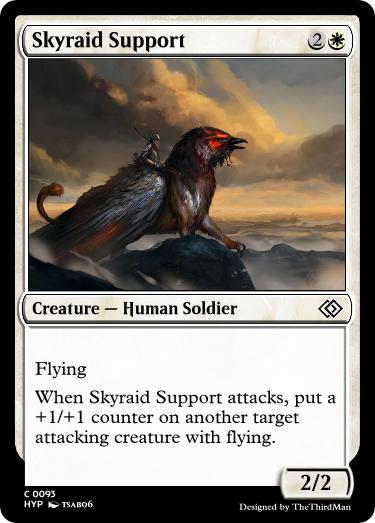 Skyraid Support 2
Creature — Human Soldier
Flying
When Skyraid Support attacks, put a
+1/+1 counter on another target
attacking creature with flying.
2/2
C 0093
HYP TSABO6
Designed by TheThirdMan